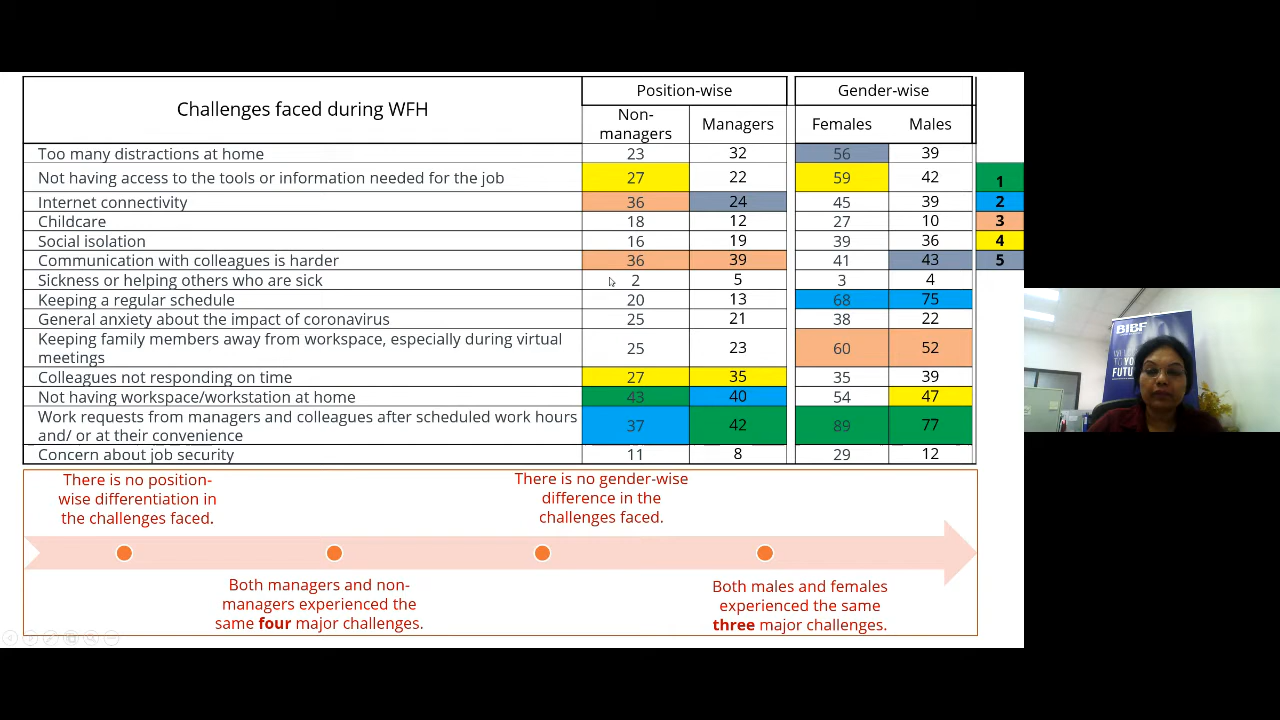 Challenges faced during WFH
Position-wise
Gender-wise
Non-
managers
Managers
Females
Males
Too many distractions at home 23 32 56 39
Not having access to the tools or information needed for the job 27 22 59 42 1
Internet connectivity 36 24 45 39 2
Childcare 18 12 27 10 3
Social isolation 16 19 39 36 4
Communication with colleagues is harder 36 39 41 43 5
Sickness or helping others who are sick 2 5 3 4
Keeping a regular schedule 20 13 68 75
General anxiety about the impact of coronavirus 25 21 38 22
Keeping family members away from workspace, especially during virtual
meetings 25 23 60 52
Colleagues not responding on time 27 35 35 39
Not having workspace/workstation at home 43 40 54 47
Work requests from managers and colleagues after scheduled work hours
and/ or at their convenience 37 42 89 77
Concern about job security 11 8 29 12
There is no position-
wise differentiation in
the challenges faced.
There is no gender-wise
difference in the
challenges faced.
Both managers and non-
managers experienced the
same four major challenges.
Both males and females
experienced the same
three major challenges.
BIBF